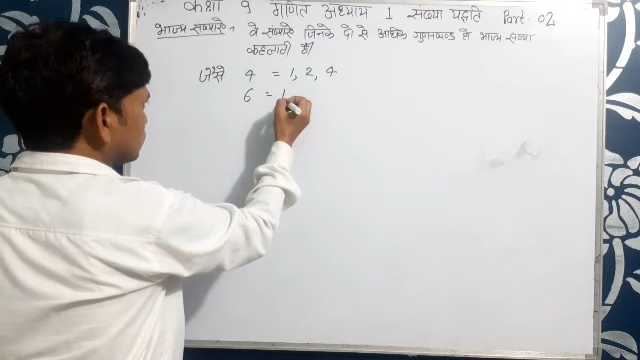 कक्षा 9 गणित अध्याय 1 संख्या पद्धति Part-02
भाज्य संख्याऐं - वे संख्याऐं जिनके दो से अधिक गुणनखण्ड हो भाज्य संख्या
कहलाती हैं।
जैसे 4 = 1, 2, 4
6 = 1